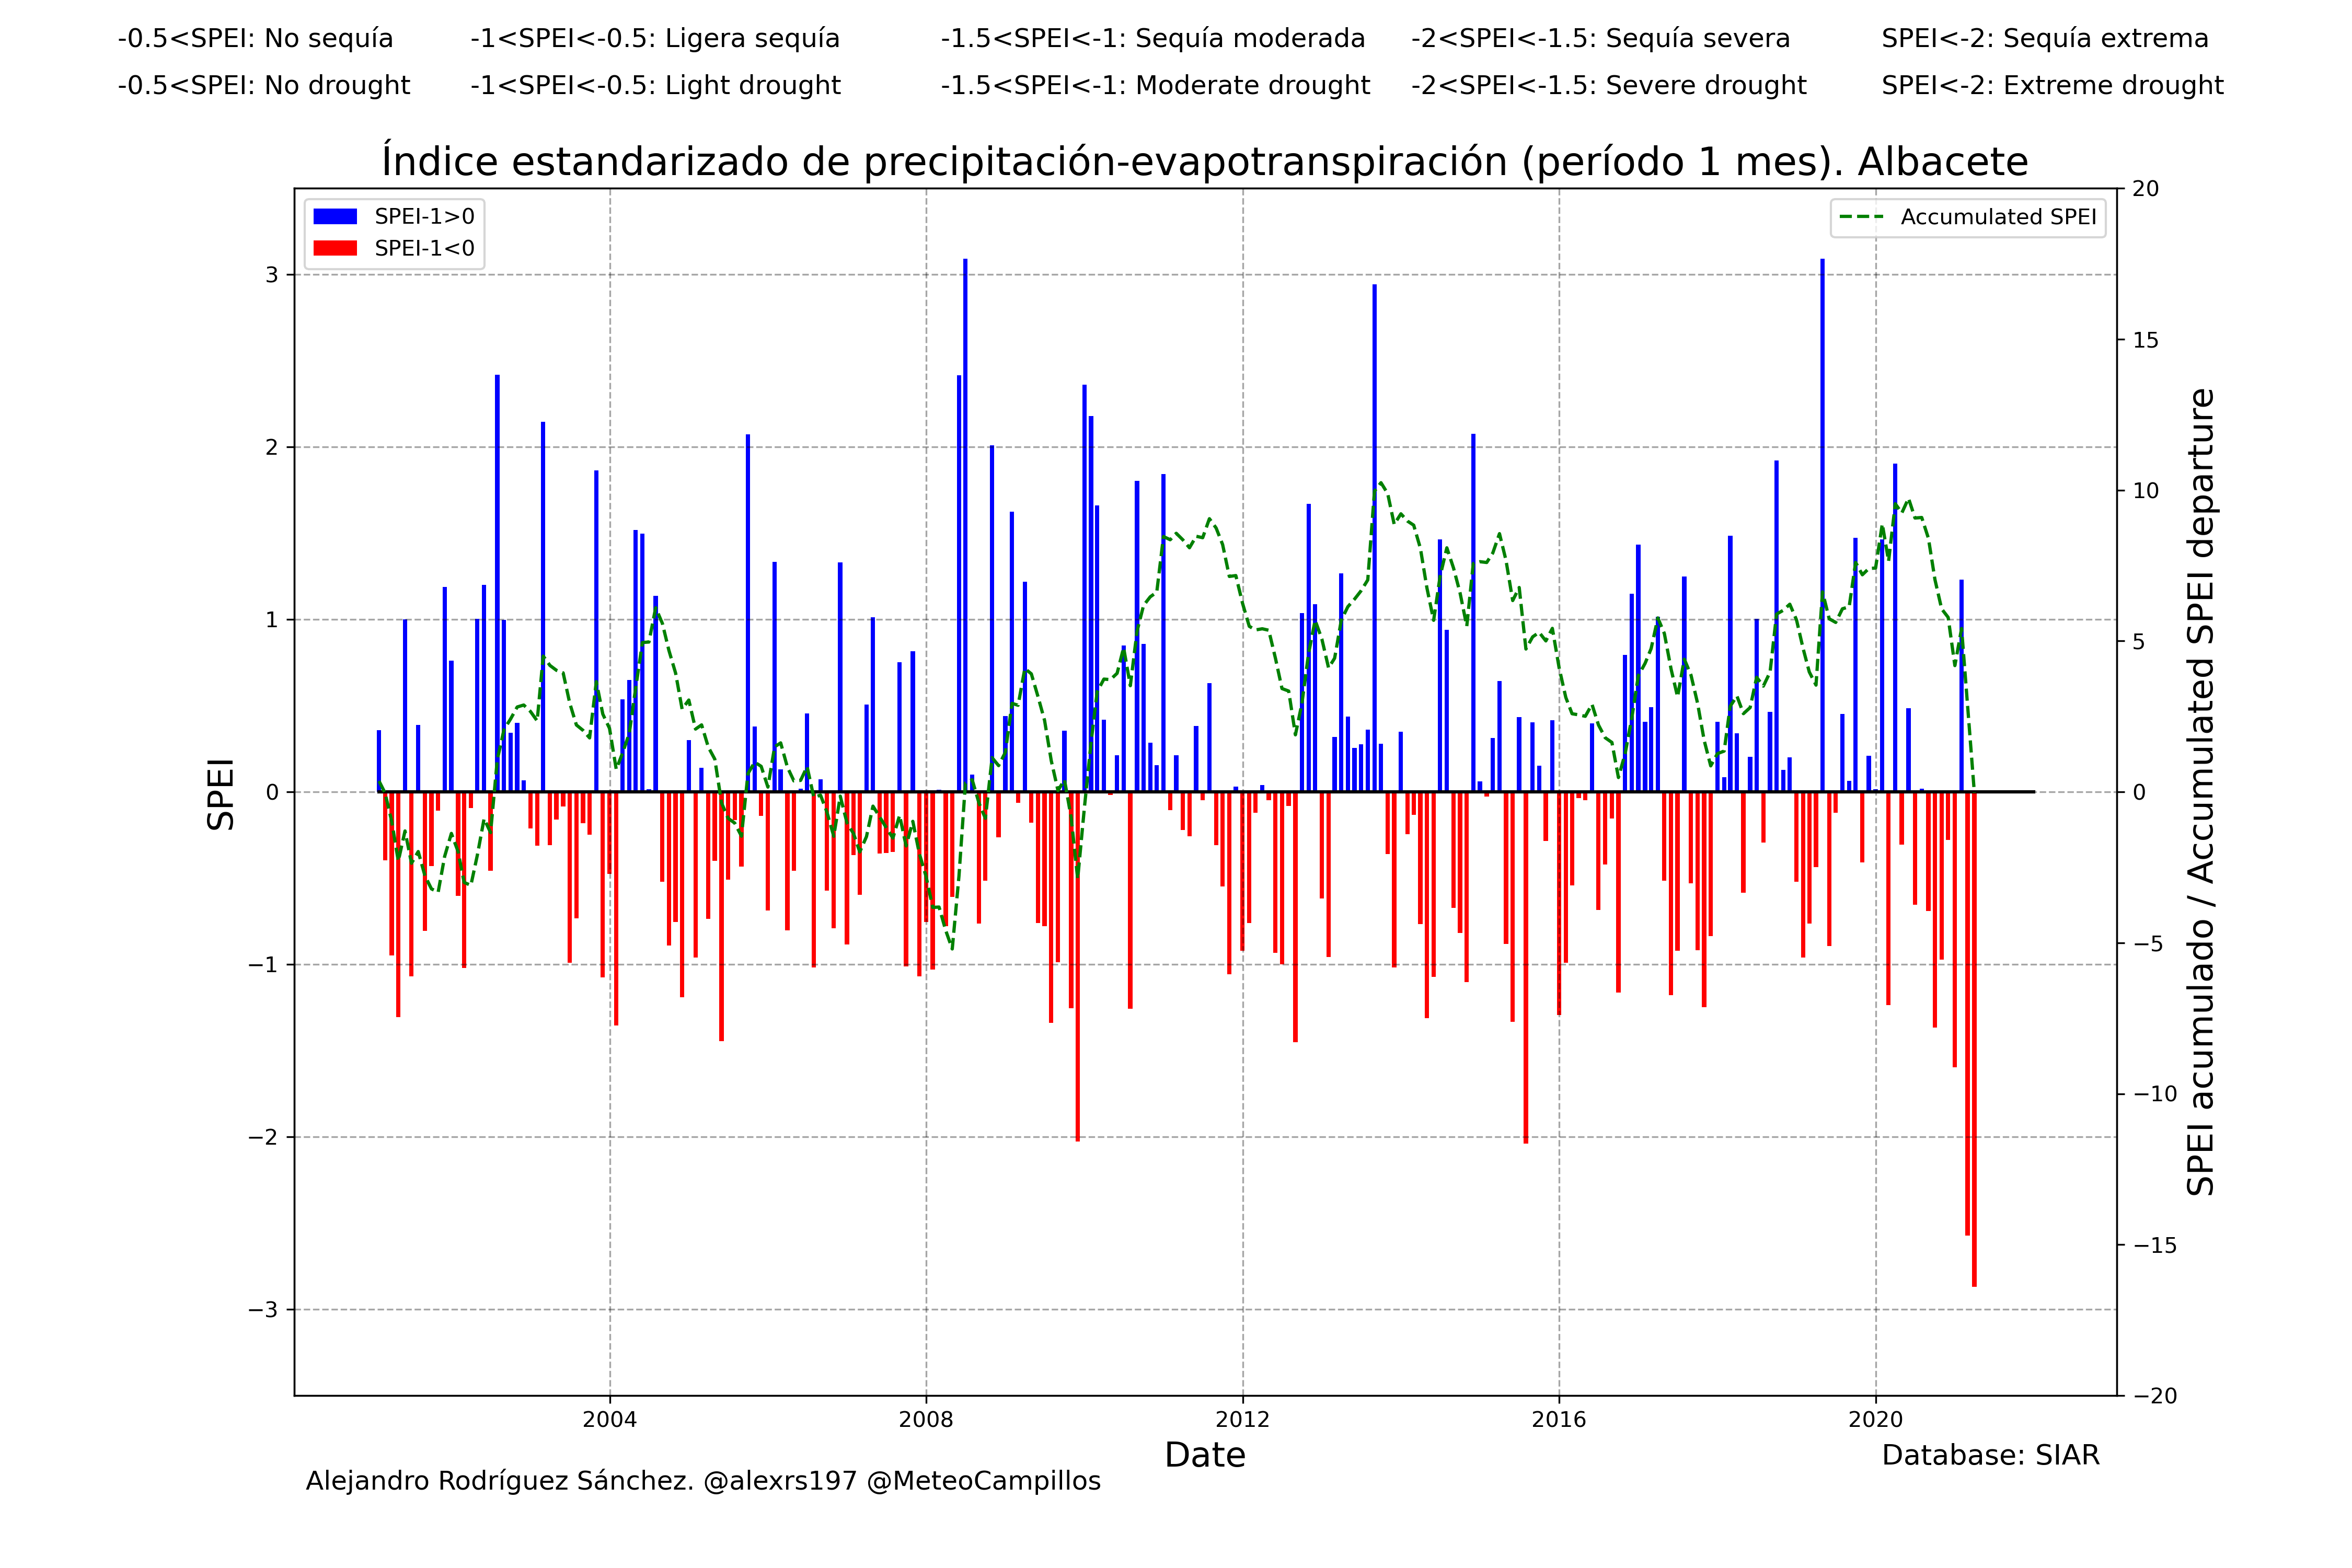 -0.5<SPEI: No sequía -1<SPEI<-0.5: Ligera sequía -1.5<SPEI<-1: Sequía moderada -2<SPEI<-1.5: Sequía severa SPEI<-2: Sequía extrema
-0.5<SPEI: No drought -1<SPEI<-0.5: Light drought -1.5<SPEI<-1: Moderate drought -2<SPEI<-1.5: Severe drought SPEI<-2: Extreme drought
Índice estandarizado de precipitación-evapotranspiración (período 1 mes). Albacete
SPEI-1>0
SPEI-1<0
Accumulated SPEI
SPEI
3
2
1
0
−1
−2
−3
20
15
10
5
0
−5
−10
−15
−20
SPEI acumulado / Accumulated SPEI departure
2004 2008 2012 2016 2020
Date
Database: SIAR
Alejandro Rodríguez Sánchez. @alexrs197 @MeteoCampillos